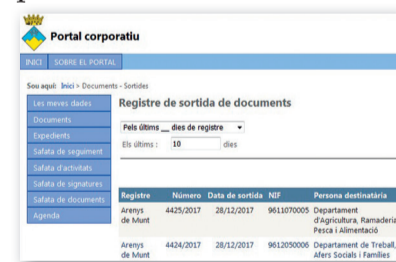 Portal corporatiu
INICI SOBRE EL PORTAL
Sou aquí: Inici > Documents - Sortides
Les meves dades
Documents
Expedients
Safata de seguiment
Safata d'activitats
Safata de signatures
Safata de documents
Agenda
Registre de sortida de documents
Pels últims __ dies de registre
Els últims : 10 dies
Registre Número Data de sortida NIF Persona destinatària
Arenys de Munt 4425/2017 28/12/2017 9611070005 Departament
d'Agricultura, Ramaderia
Pesca i Alimentació
Arenys de Munt 4424/2017 28/12/2017 9612050006 Departament de Treball,
Afers Socials i Famílies